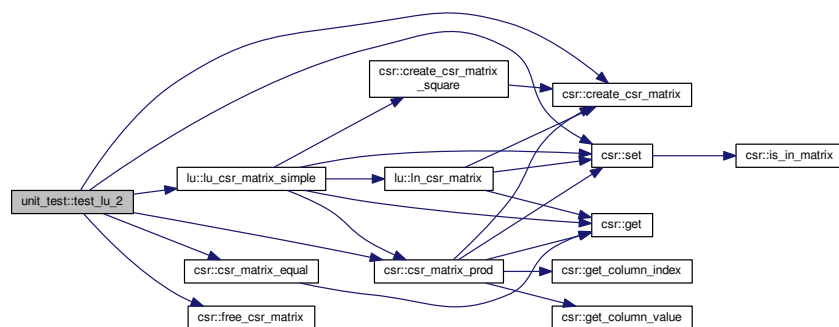 unit_test::test_lu_2
lu::lu_csr_matrix_simple
csr::csr_matrix_equal
csr::free_csr_matrix
csr::create_csr_matrix
_square
lu::ln_csr_matrix
csr::csr_matrix_prod
csr::create_csr_matrix
csr::set
csr::get
csr::get_column_index
csr::get_column_value
csr::is_in_matrix